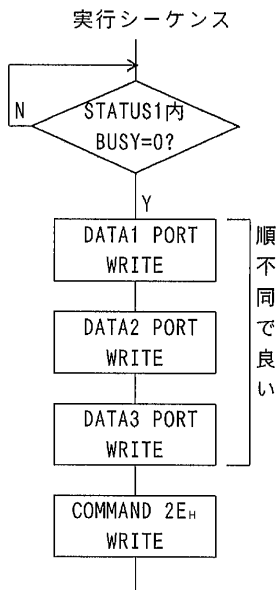 実行シーケンス
N
STATUS1内
BUSY=0?
Y
DATA1 PORT
WRITE
DATA2 PORT
WRITE
DATA3 PORT
WRITE
順不同で良い
COMMAND 2EH
WRITE